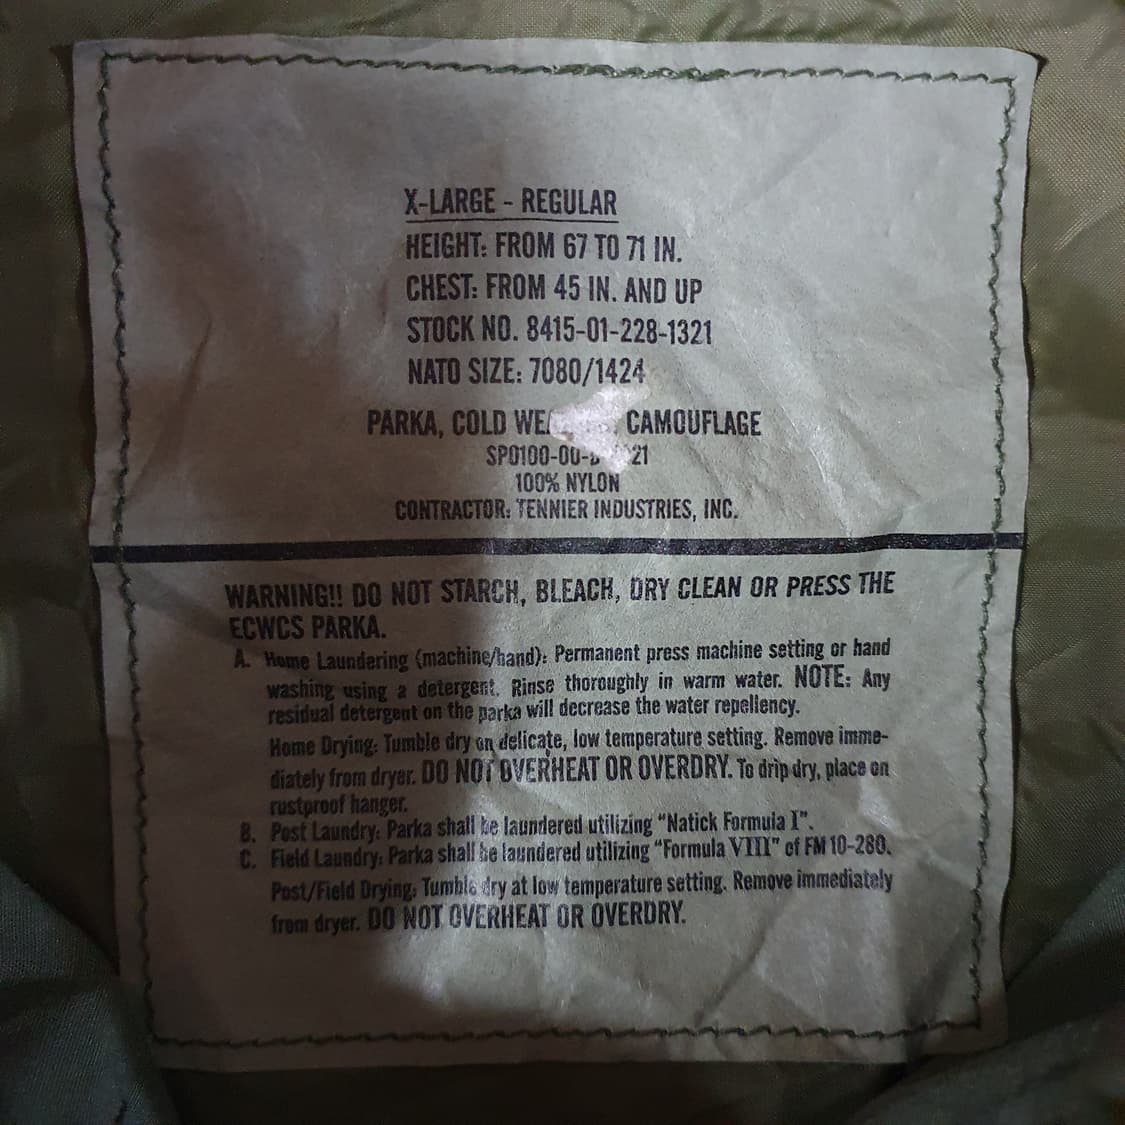 X-LARGE - REGULAR
HEIGHT: FROM 67 TO 71 IN.
CHEST: FROM 45 IN. AND UP
STOCK NO. 8415-01-228-1321
NATO SIZE: 7080/1424
PARKA, COLD CAMOUFLAGE
100% NYLON
CONTRACTOR: TENNIER INDUSTRIES, INC.
WARNING!! DO NOT STARCH, BLEACH, DRY CLEAN OR PRESS THE
ECWCS PARKA.
A. Home Laundering (machine/hand): Permanent press machine setting or hand
washing using a detergent. Rinse thoroughly in warm water. NOTE: Any
residual detergent on the parka will decrease the water repellency.
Home Drying: Tumble dry on delicate, low temperature setting. Remove imme-
diately from dryer. DO NOT OVERHEAT OR OVERDRY. To drip dry, place on
rustproof hanger.
B. Post Laundry: Parka shall be laundered utilizing "Natick Formula I".
C. Field Laundry: Parka shall be laundered utilizing "Formula VIII" of FM 10-280.
Post/Field Drying: Tumble dry at low temperature setting. Remove immediately
from dryer. DO NOT OVERHEAT OR OVERDRY.